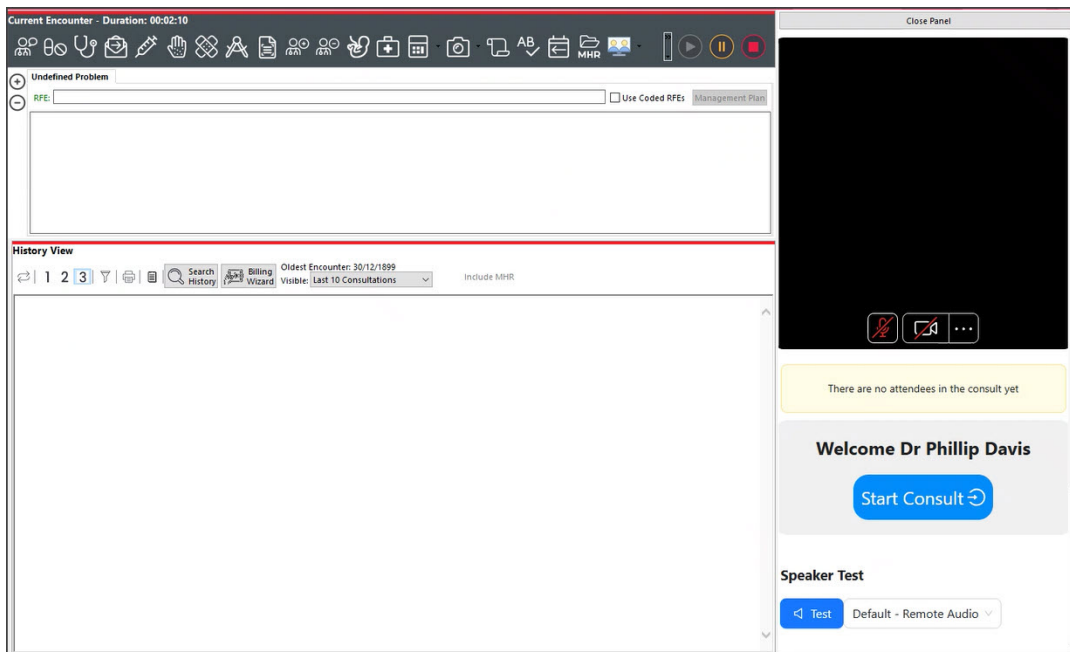 Current Encounter - Duration: 00:02:10
Close Panel
MHR
Undefined Problem
RFE:
Use Coded RFEs
Management Plan
History View
1 2 3
Search History
Billing Wizard
Oldest Encounter: 30/12/1899
Visible: Last 10 Consultations
Include MHR
There are no attendees in the consult yet
Welcome Dr Phillip Davis
Start Consult
Speaker Test
Test
Default - Remote Audio